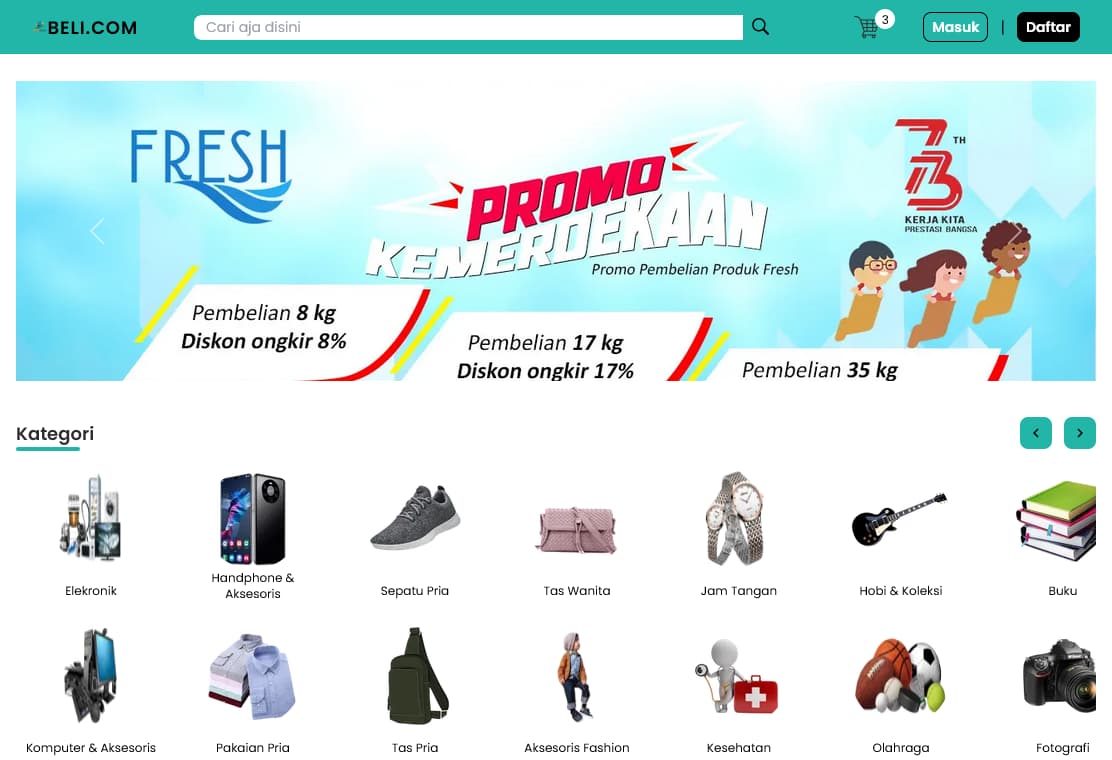 BELI.COM
Cari aja disini
3
Masuk
|
Daftar
FRESH
PROMO
KEMERDEKAAN
Promo Pembelian Produk Fresh
73 TH
KERJA KITA
PRESTASI BANGSA
Pembelian 8 kg
Diskon ongkir 8%
Pembelian 17 kg
Diskon ongkir 17%
Pembelian 35 kg
Kategori
Elekronik
Handphone &
Aksesoris
Sepatu Pria
Tas Wanita
Jam Tangan
Hobi & Koleksi
Buku
Komputer & Aksesoris
Pakaian Pria
Tas Pria
Aksesoris Fashion
Kesehatan
Olahraga
Fotografi